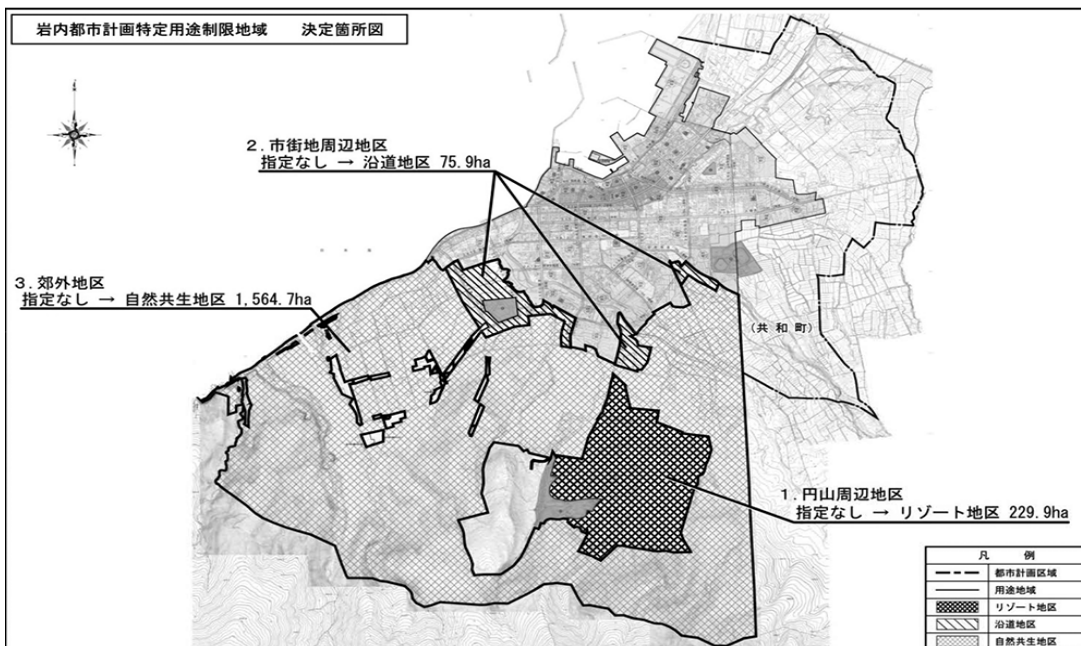 岩内都市計画特定用途制限地域　　決定箇所図
2．市街地周辺地区
指定なし → 沿道地区 75.9ha
3．郊外地区
指定なし → 自然共生地区 1,564.7ha
（共和町）
1．円山周辺地区
指定なし → リゾート地区 229.9ha
凡　例
都市計画区域
用途地域
リゾート地区
沿道地区
自然共生地区